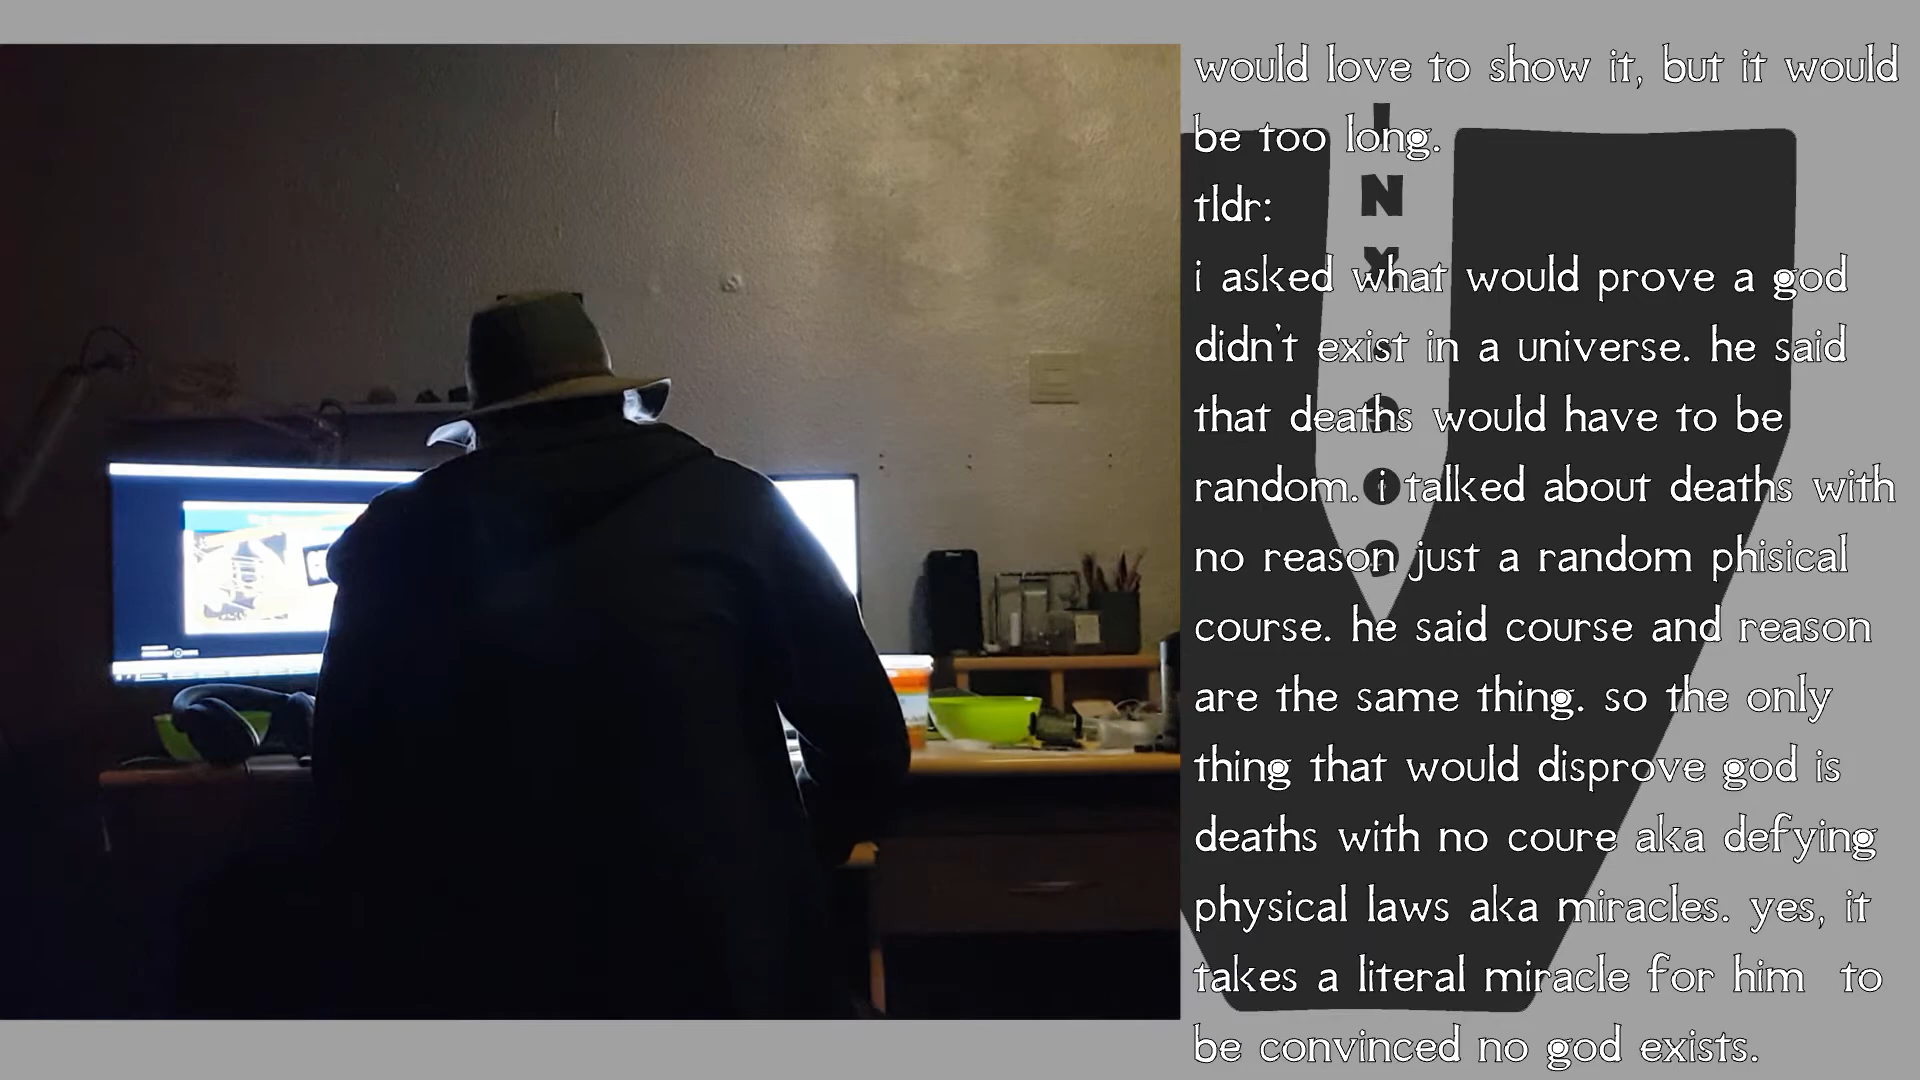 would love to show it, but it would
be too long.
tldr:
i asked what would prove a god
didn't exist in a universe. he said
that deaths would have to be
random. i talked about deaths with
no reason just a random phisical
course. he said course and reason
are the same thing. so the only
thing that would disprove god is
deaths with no coure aka defying
physical laws aka miracles. yes, it
takes a literal miracle for him  to
be convinced no god exists.